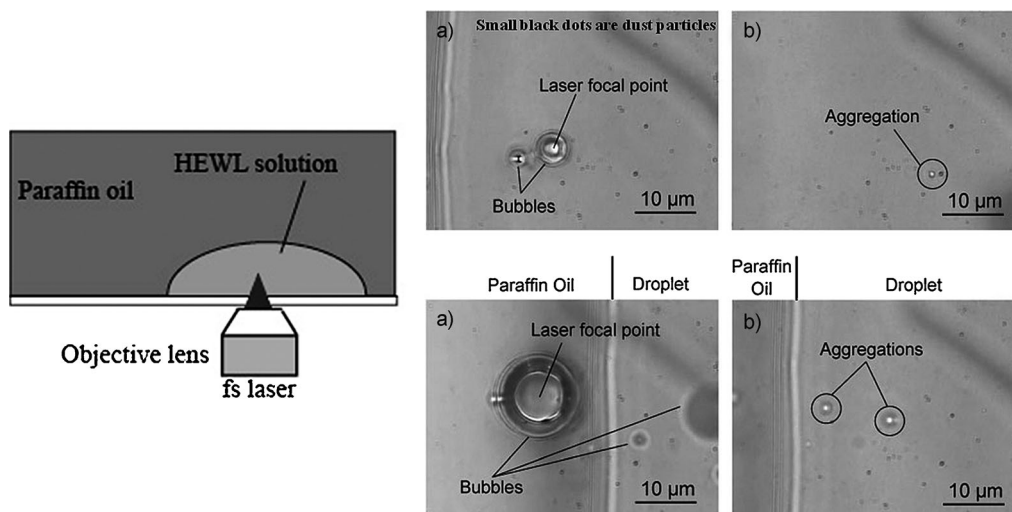 HEWL solution
Paraffin oil
Objective lens
fs laser
a)
Small black dots are dust particles
Laser focal point
Bubbles
10 µm
b)
Aggregation
10 µm
Paraffin Oil
Droplet
Paraffin
Oil
Droplet
a)
Laser focal point
Bubbles
10 µm
b)
Aggregations
10 µm